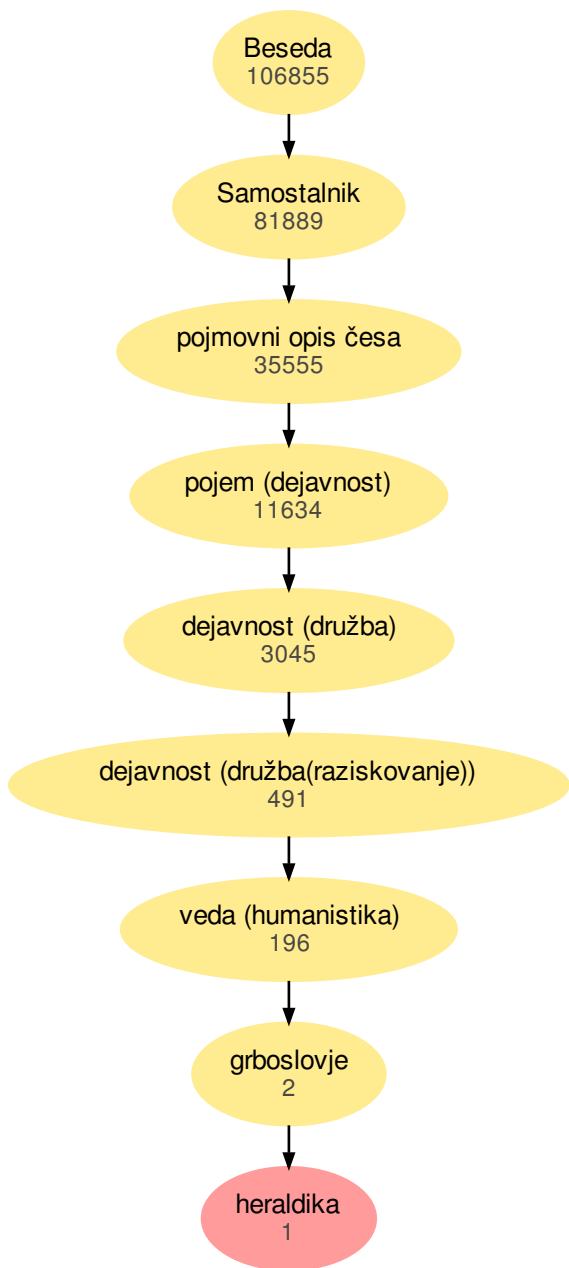 Beseda
106855
Samostalnik
81889
pojmovni opis česa
35555
pojem (dejavnost)
11634
dejavnost (družba)
3045
dejavnost (družba(raziskovanje))
491
veda (humanistika)
196
grboslovje
2
heraldika
1